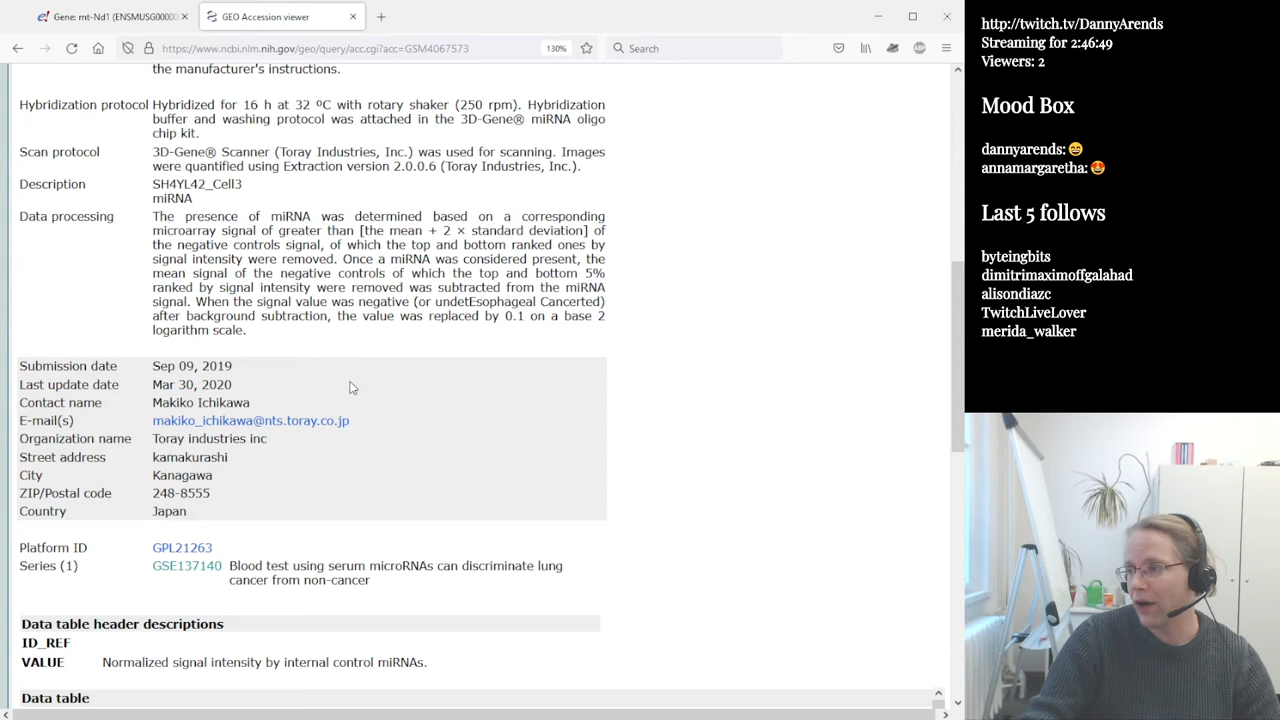 Gene: mt-Nd1 (ENSMUSG00000
GEO Accession viewer
https://www.ncbi.nlm.nih.gov/geo/query/acc.cgi?acc=GSM4067573
130%
Search
the manufacturer's instructions.
Hybridization protocol Hybridized for 16 h at 32 ºC with rotary shaker (250 rpm). Hybridization
buffer and washing protocol was attached in the 3D-Gene® miRNA oligo
chip kit.
Scan protocol 3D-Gene® Scanner (Toray Industries, Inc.) was used for scanning. Images
were quantified using Extraction version 2.0.0.6 (Toray Industries, Inc.).
Description SH4YL42_Cell3
miRNA
Data processing The presence of miRNA was determined based on a corresponding
microarray signal of greater than [the mean + 2 × standard deviation] of
the negative controls signal, of which the top and bottom ranked ones by
signal intensity were removed. Once a miRNA was considered present, the
mean signal of the negative controls of which the top and bottom 5%
ranked by signal intensity were removed was subtracted from the miRNA
signal. When the signal value was negative (or undetEsophageal Cancerted)
after background subtraction, the value was replaced by 0.1 on a base 2
logarithm scale.
Submission date Sep 09, 2019
Last update date Mar 30, 2020
Contact name Makiko Ichikawa
E-mail(s) makiko_ichikawa@nts.toray.co.jp
Organization name Toray industries inc
Street address kamakurashi
City Kanagawa
ZIP/Postal code 248-8555
Country Japan
Platform ID GPL21263
Series (1) GSE137140 Blood test using serum microRNAs can discriminate lung
cancer from non-cancer
Data table header descriptions
ID_REF
VALUE Normalized signal intensity by internal control miRNAs.
Data table
http://twitch.tv/DannyArends
Streaming for 2:46:49
Viewers: 2
Mood Box
dannyarends: 😄
annamargretha: 😍
Last 5 follows
byteingbits
dimitrimaximoffgalahad
alisondiazc
TwitchLiveLover
merida_walker